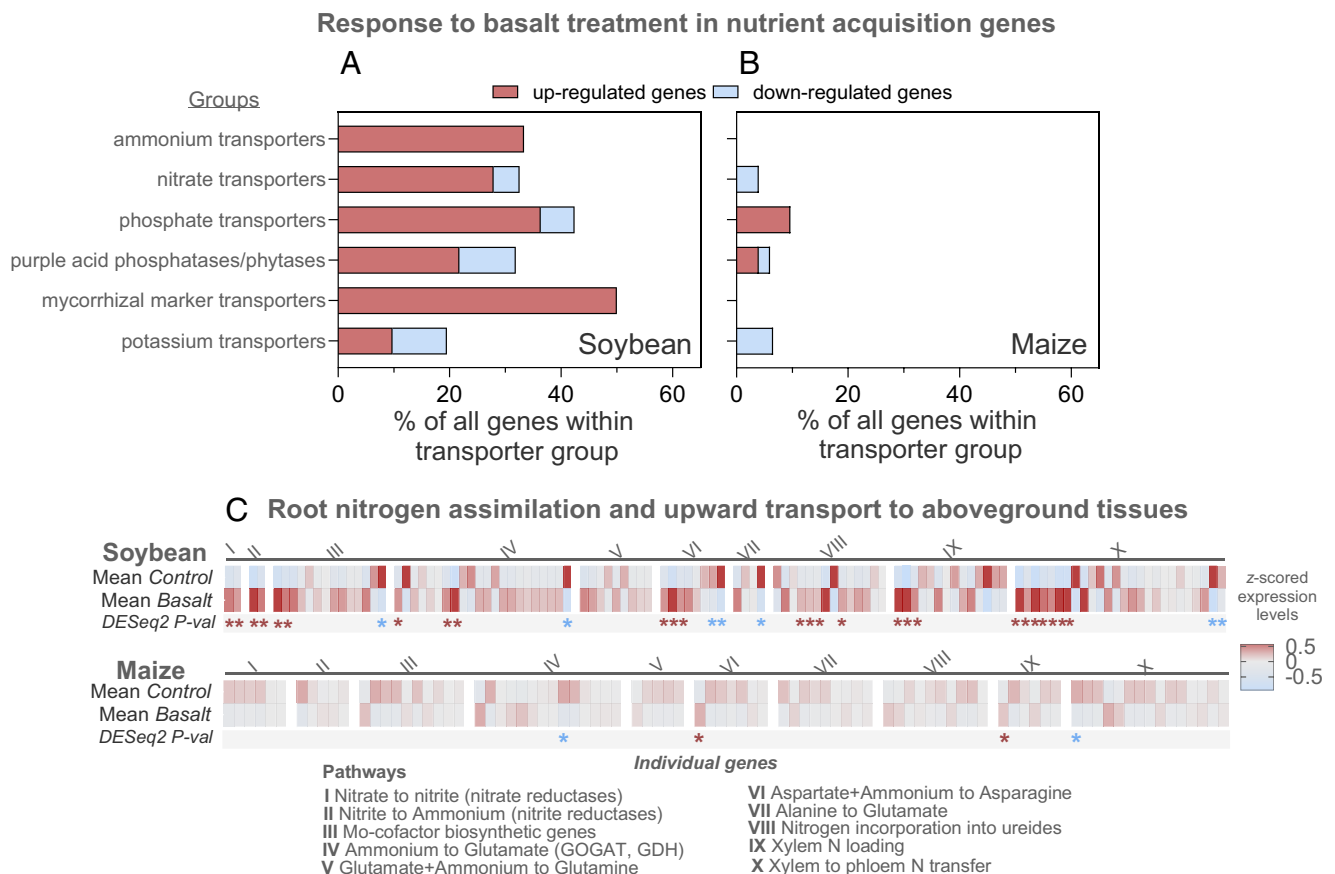 Response to basalt treatment in nutrient acquisition genes
A
B
Groups
up-regulated genes
down-regulated genes
ammonium transporters
nitrate transporters
phosphate transporters
purple acid phosphatases/phytases
mycorrhizal marker transporters
potassium transporters
Soybean
Maize
0 20 40 60
0 20 40 60
% of all genes within
transporter group
% of all genes within
transporter group
C Root nitrogen assimilation and upward transport to aboveground tissues
Soybean
I II III IV V VI VII VIII IX X
Mean Control
Mean Basalt
DESeq2 P-val
** ** ** * * ** * *** ** * *** * *** ******* **
z-scored
expression
levels
0.5
0
-0.5
Maize
I II III IV V VI VII VIII IX X
Mean Control
Mean Basalt
DESeq2 P-val
* * * *
Individual genes
Pathways
I Nitrate to nitrite (nitrate reductases)
II Nitrite to Ammonium (nitrite reductases)
III Mo-cofactor biosynthetic genes
IV Ammonium to Glutamate (GOGAT, GDH)
V Glutamate+Ammonium to Glutamine
VI Aspartate+Ammonium to Asparagine
VII Alanine to Glutamate
VIII Nitrogen incorporation into ureides
IX Xylem N loading
X Xylem to phloem N transfer